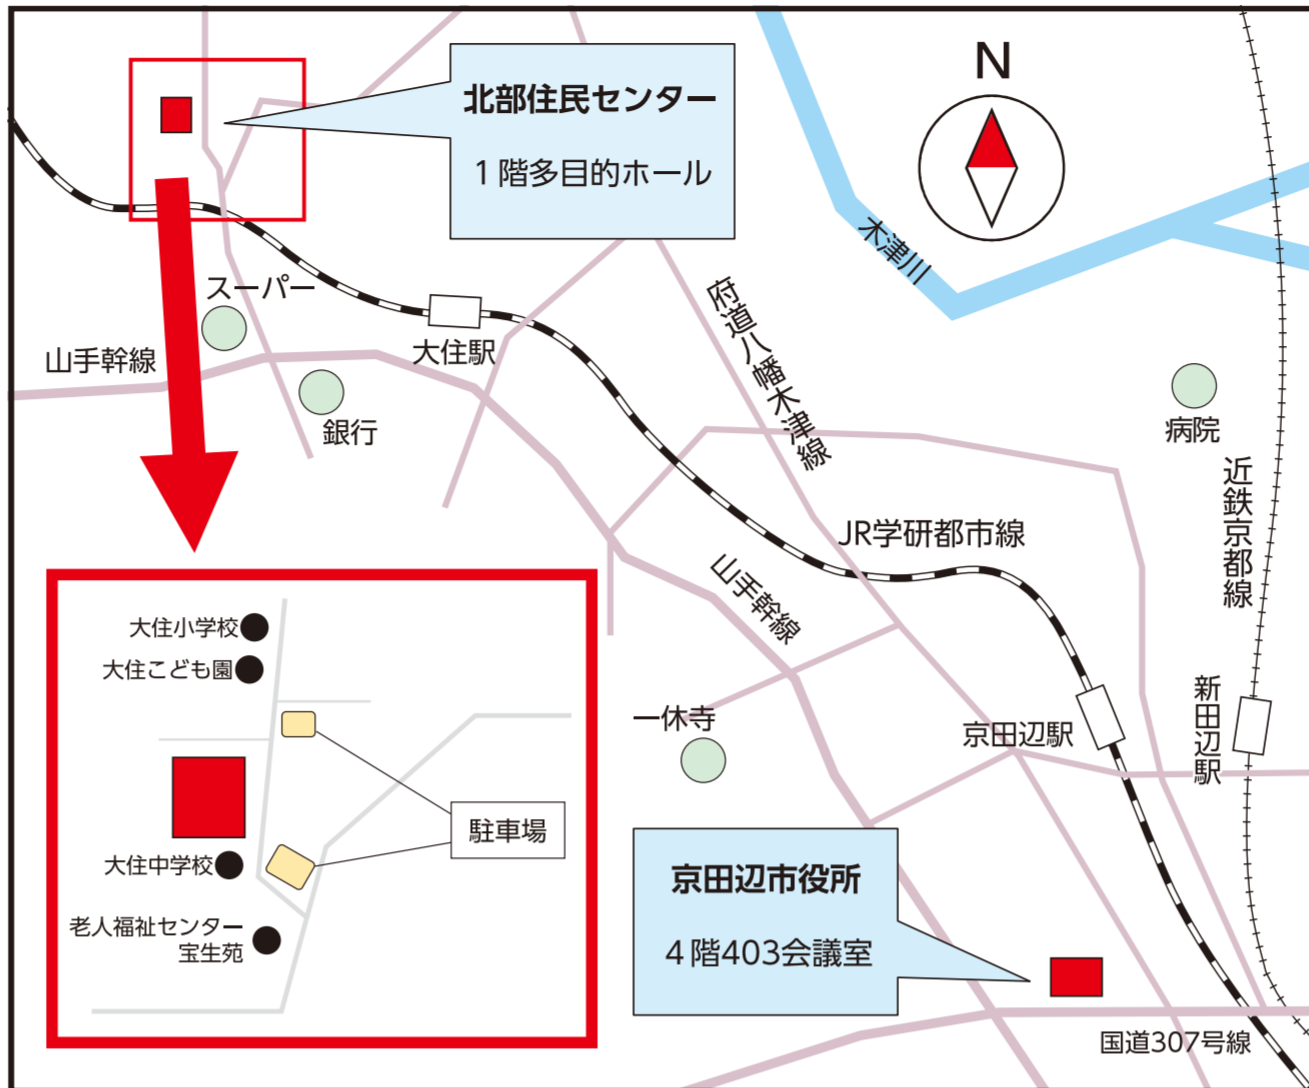 N
北部住民センター
1階多目的ホール
木津川
スーパー
山手幹線
大住駅
府道八幡木津線
銀行
病院
近鉄京都線
JR学研都市線
山手幹線
大住小学校
大住こども園
一休寺
京田辺駅
新田辺駅
駐車場
大住中学校
京田辺市役所
老人福祉センター
宝生苑
4階403会議室
国道307号線